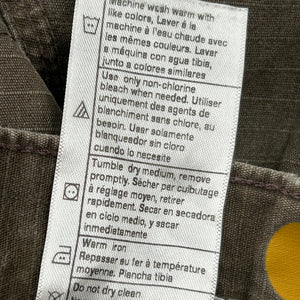 Machine wash warm with
like colors. Laver à la
machine à l'eau chaude avec
les mêmes couleurs. Lavar
a máquina con agua tibia,
junto a colores similares
Use only non-chlorine
bleach when needed. Utiliser
uniquement des agents de
blanchiment sans chlore, au
besoin. Usar solamente
blanqueador sin cloro
cuando lo necesite
Tumble dry medium, remove
promptly. Sécher par culbutage
à réglage moyen, retirer
rapidement. Secar en secadora
en ciclo medio, y sacar
inmediatamente
Warm iron
Repasser au fer à température
moyenne. Plancha tibia
Do not dry clean